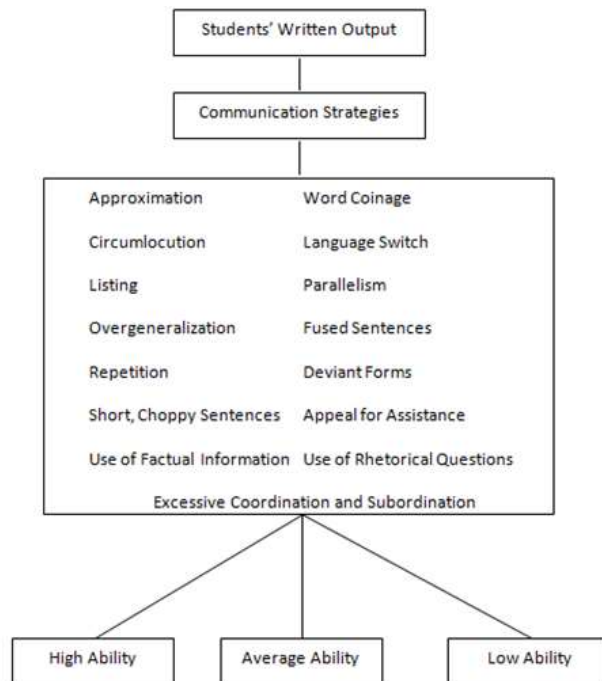 Students' Written Output
Communication Strategies
Approximation Word Coinage
Circumlocution Language Switch
Listing Parallelism
Overgeneralization Fused Sentences
Repetition Deviant Forms
Short, Choppy Sentences Appeal for Assistance
Use of Factual Information Use of Rhetorical Questions
Excessive Coordination and Subordination
High Ability Average Ability Low Ability